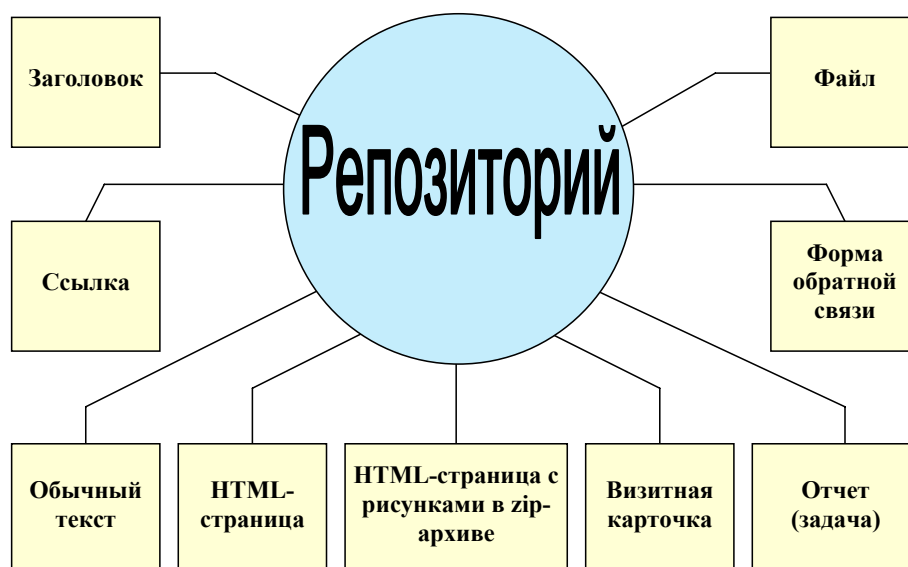 Заголовок
Файл
Репозиторий
Ссылка
Форма
обратной
связи
Обычный
текст
HTML-
страница
HTML-страница с
рисунками в zip-
архиве
Визитная
карточка
Отчет
(задача)